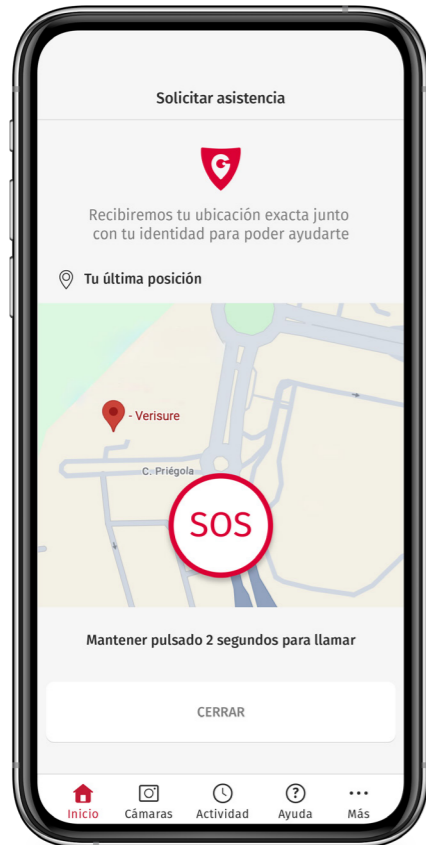 Solicitar asistencia
G
Recibiremos tu ubicación exacta junto
con tu identidad para poder ayudarte
Tu última posición
- Verisure
C. Priégola
SOS
Mantener pulsado 2 segundos para llamar
CERRAR
Inicio Cámaras Actividad Ayuda Más